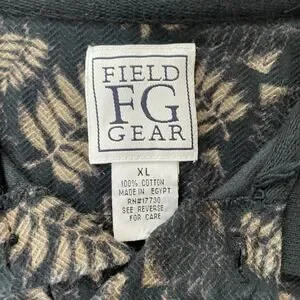 FIELD
FG
GEAR
XL
100% COTTON
MADE IN EGYPT
RN#17730
SEE REVERSE
FOR CARE